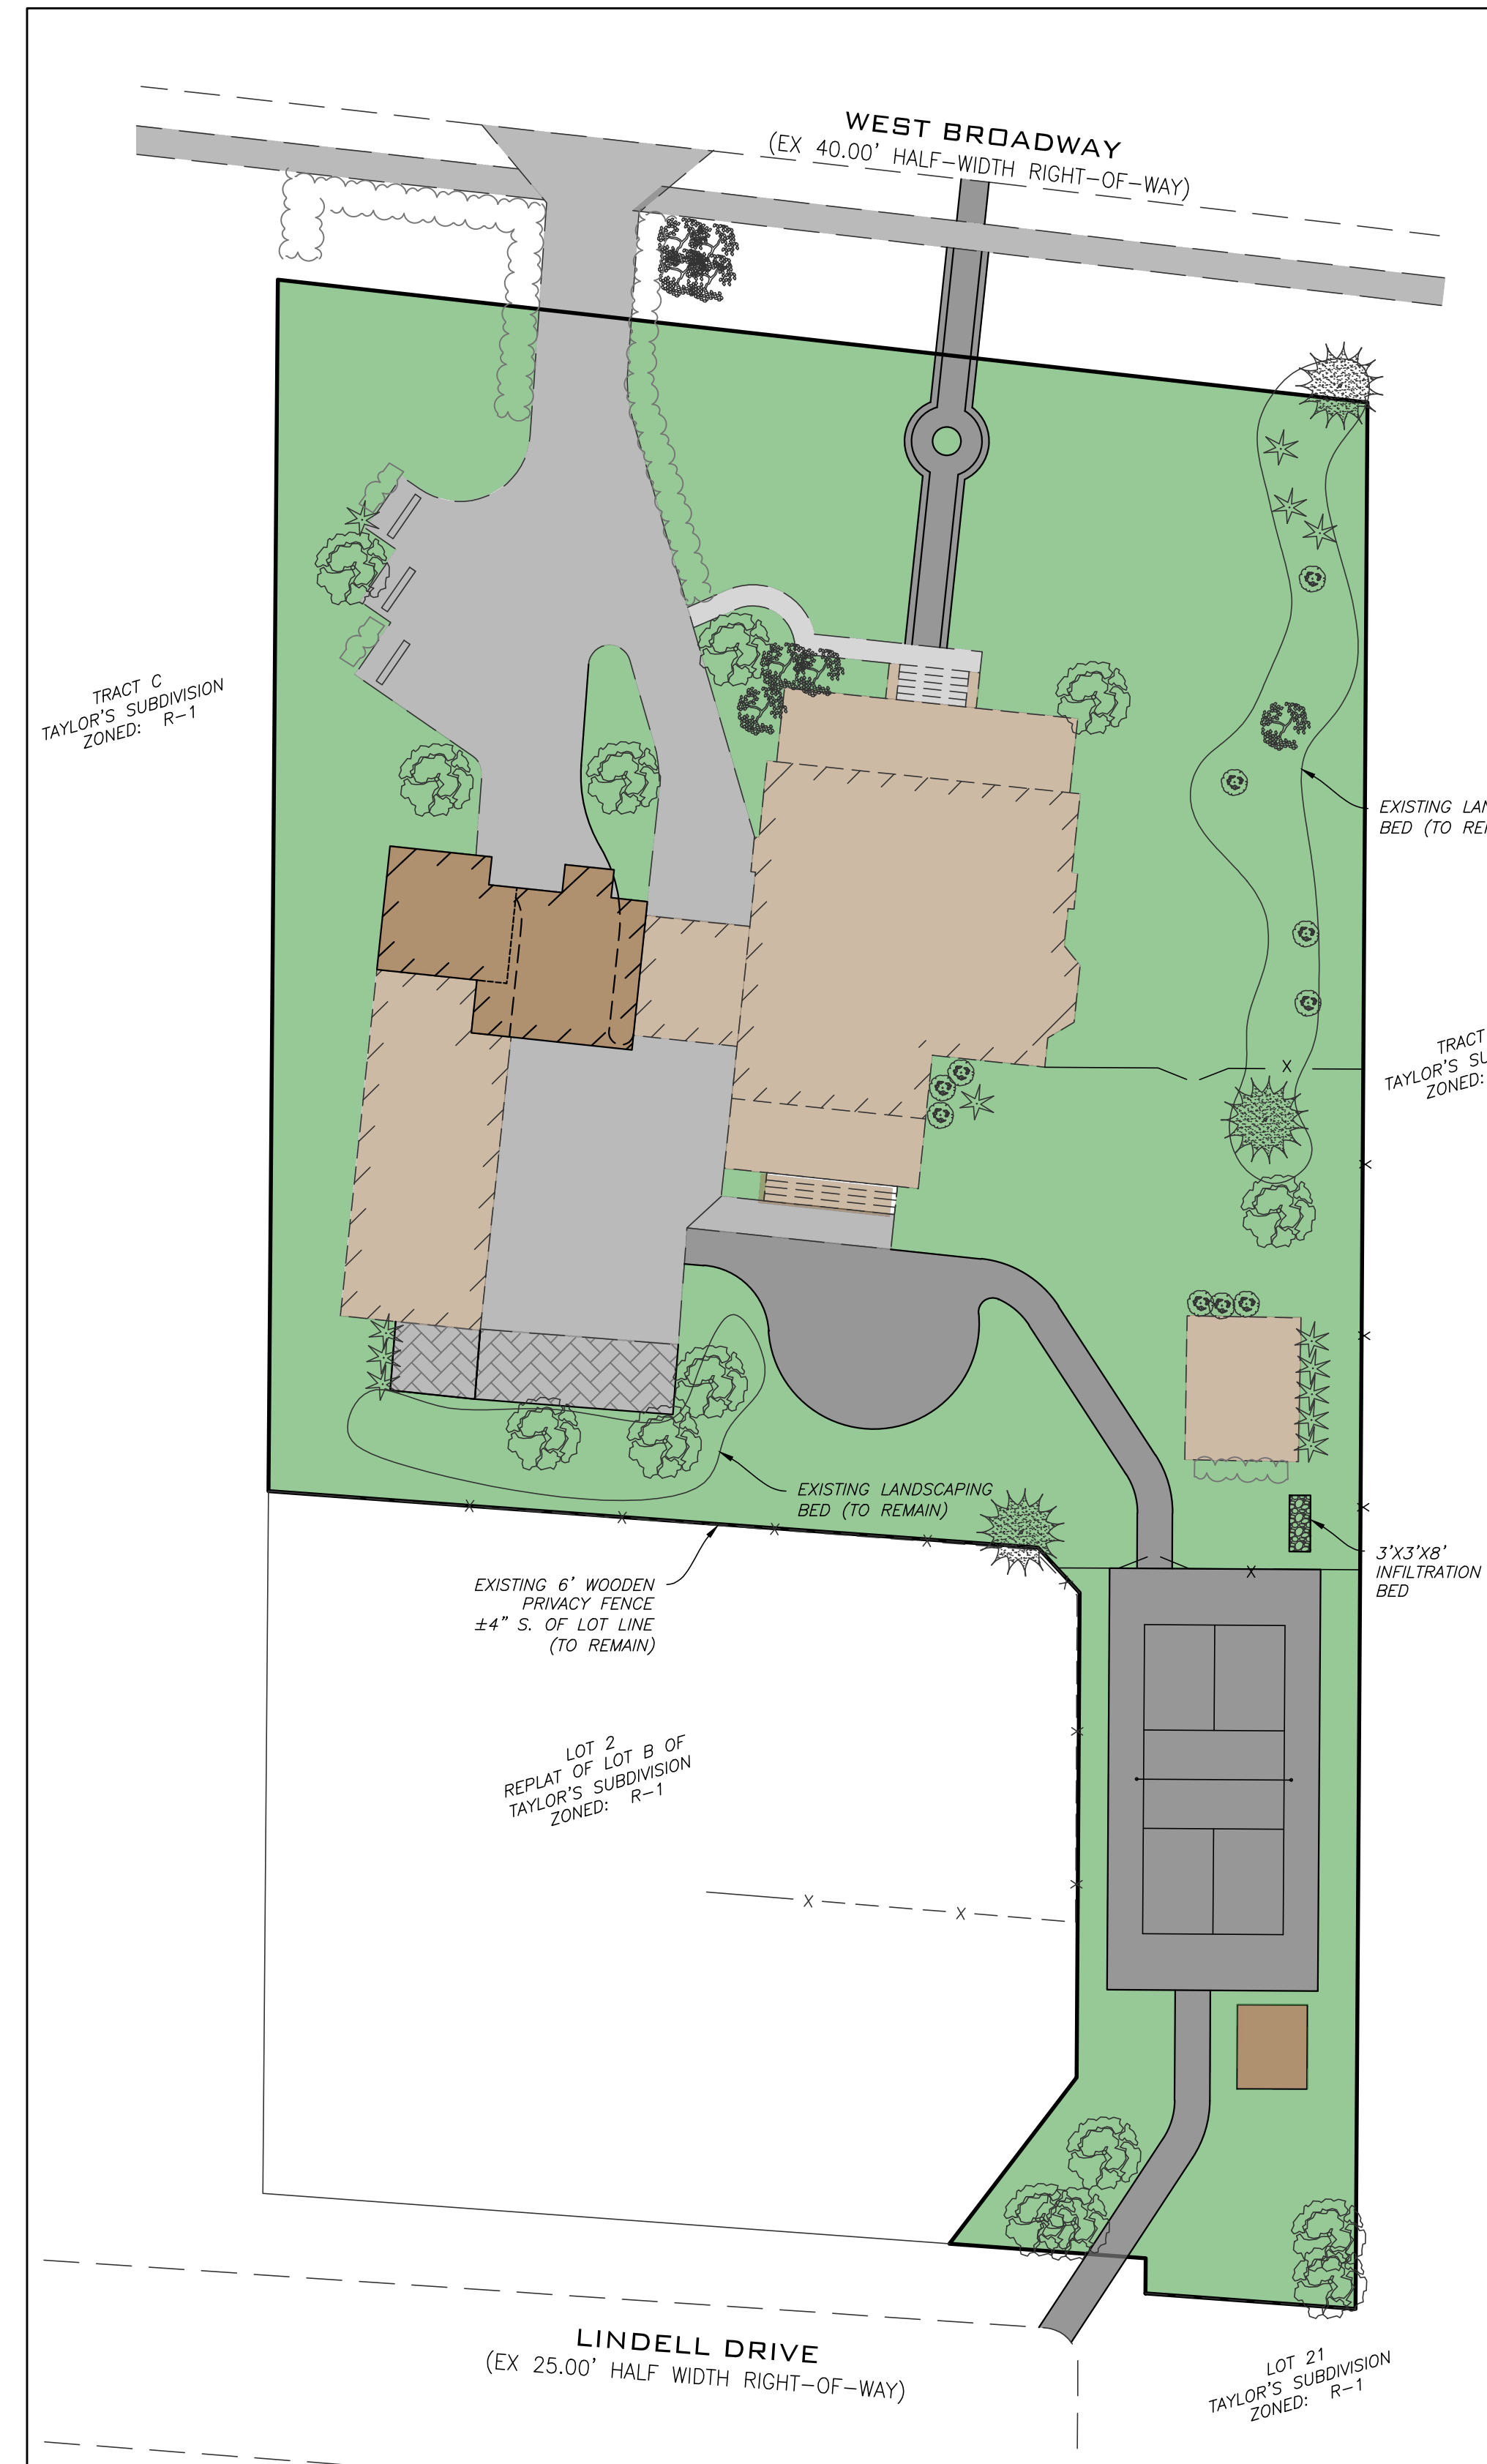 WEST BROADWAY
(EX 40.00' HALF-WIDTH RIGHT-OF-WAY)
TRACT C
TAYLOR'S SUBDIVISION
ZONED: R-1
EXISTING
BED (TO
TRACT
TAYLOR'S
ZONED:
EXISTING LANDSCAPING
BED (TO REMAIN)
EXISTING 6' WOODEN
PRIVACY FENCE
±4" S. OF LOT LINE
(TO REMAIN)
3'X3'X8'
INFILTRATION
BED
LOT 2
REPLAT OF LOT B OF
TAYLOR'S SUBDIVISION
ZONED: R-1
LINDELL DRIVE
(EX 25.00' HALF WIDTH RIGHT-OF-WAY)
LOT 21
TAYLOR'S SUBDIVISION
ZONED: R-1